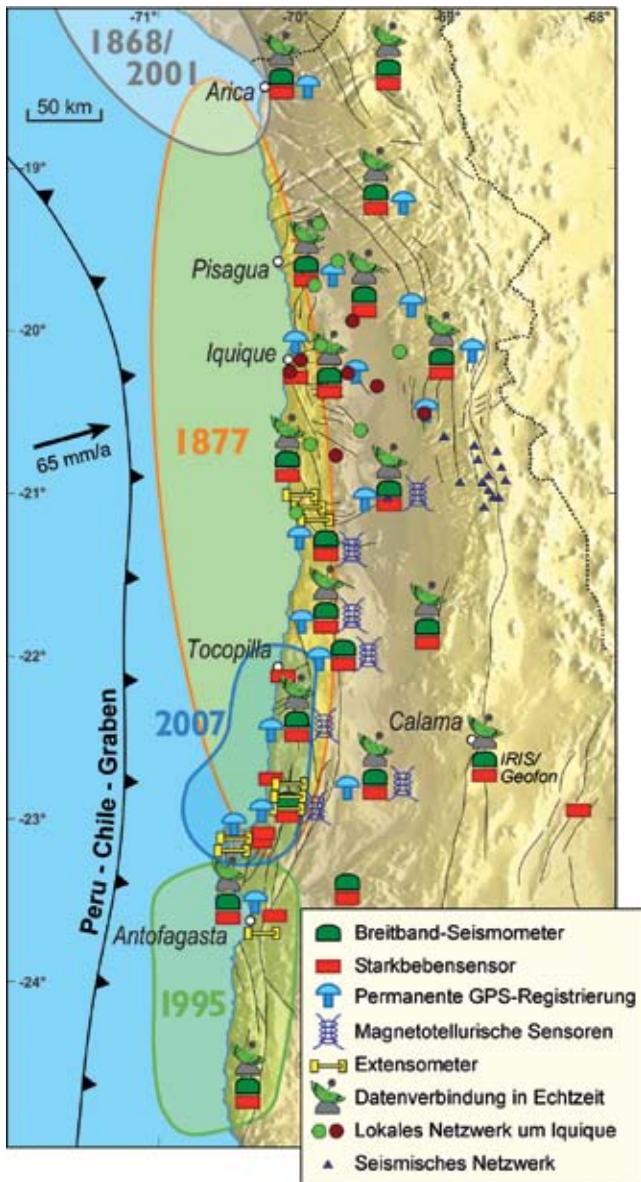 -71°
-70°
-69°
-68°
1868/
2001
Arica
50 km
-19°
Pisagua
-20°
Iquique
1877
65 mm/a
-21°
Tocopilla
-22°
2007
Calama
IRIS/
Geofon
-23°
Peru - Chile - Graben
Antofagasta
1995
-24°
Breitband-Seismometer
Starkbebensensor
Permanente GPS-Registrierung
Magnetotellurische Sensoren
Extensometer
Datenverbindung in Echtzeit
Lokales Netzwerk um Iquique
Seismisches Netzwerk